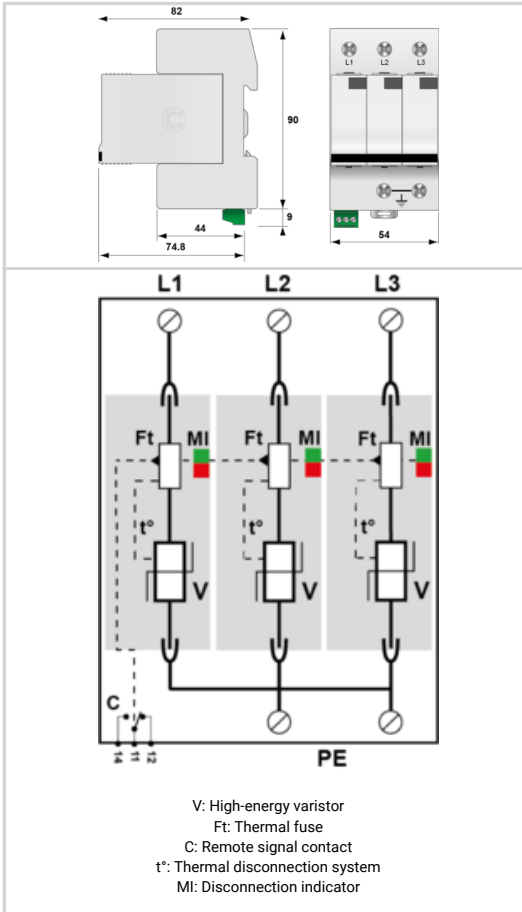 82
L1 L2 L3
90
9
44
54
74.8
L1 L2 L3
Ft MI Ft MI Ft MI
t° t° t°
V V V
C
14 11 12
PE
V: High-energy varistor
Ft: Thermal fuse
C: Remote signal contact
t°: Thermal disconnection system
MI: Disconnection indicator